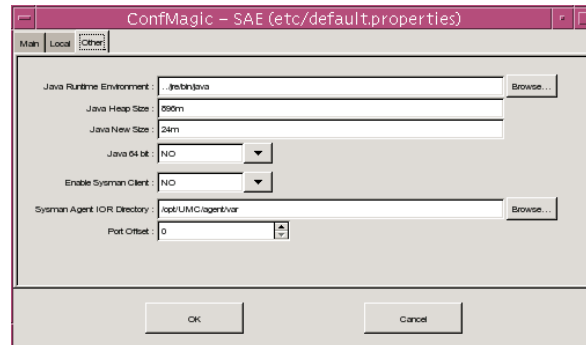 ConfMagic – SAE (etc/default.properties)
Main Local Other
Java Runtime Environment : ../jre/bin/java Browse...
Java Heap Size : 896m
Java New Size : 24m
Java 64 bit : NO
Enable Sysman Client : NO
Sysman Agent IOR Directory : /opt/UMC/agent/var Browse...
Port Offset : 0
OK Cancel